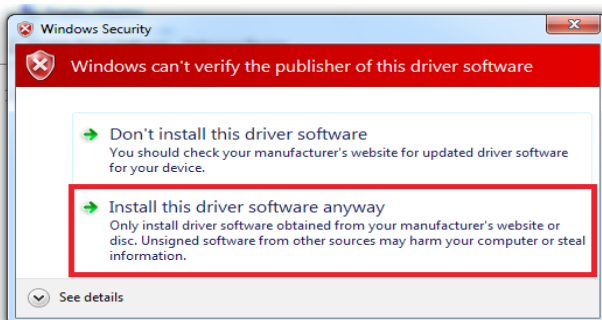 Windows Security
Windows can't verify the publisher of this driver software
Don't install this driver software
You should check your manufacturer's website for updated driver software
for your device.
Install this driver software anyway
Only install driver software obtained from your manufacturer's website or
disc. Unsigned software from other sources may harm your computer or steal
information.
See details